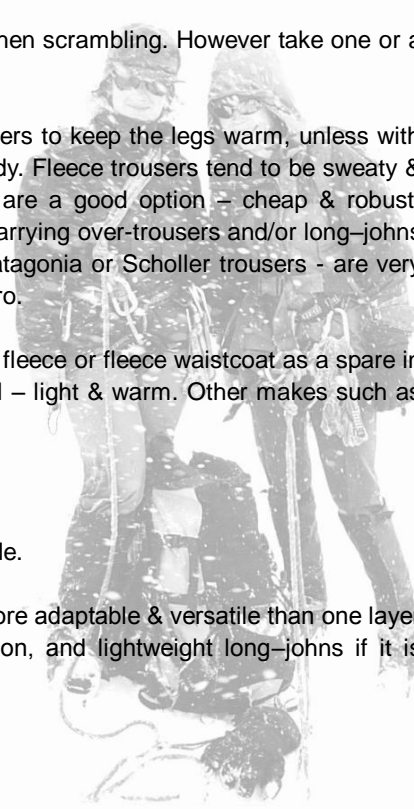 hen scrambling. However take one or a
ers to keep the legs warm, unless with
dy. Fleece trousers tend to be sweaty &
are a good option – cheap & robust
arrying over-trousers and/or long–johns
atagonia or Scholler trousers - are very
ro.
fleece or fleece waistcoat as a spare in
l – light & warm. Other makes such as
le.
ore adaptable & versatile than one layer
on, and lightweight long–johns if it is